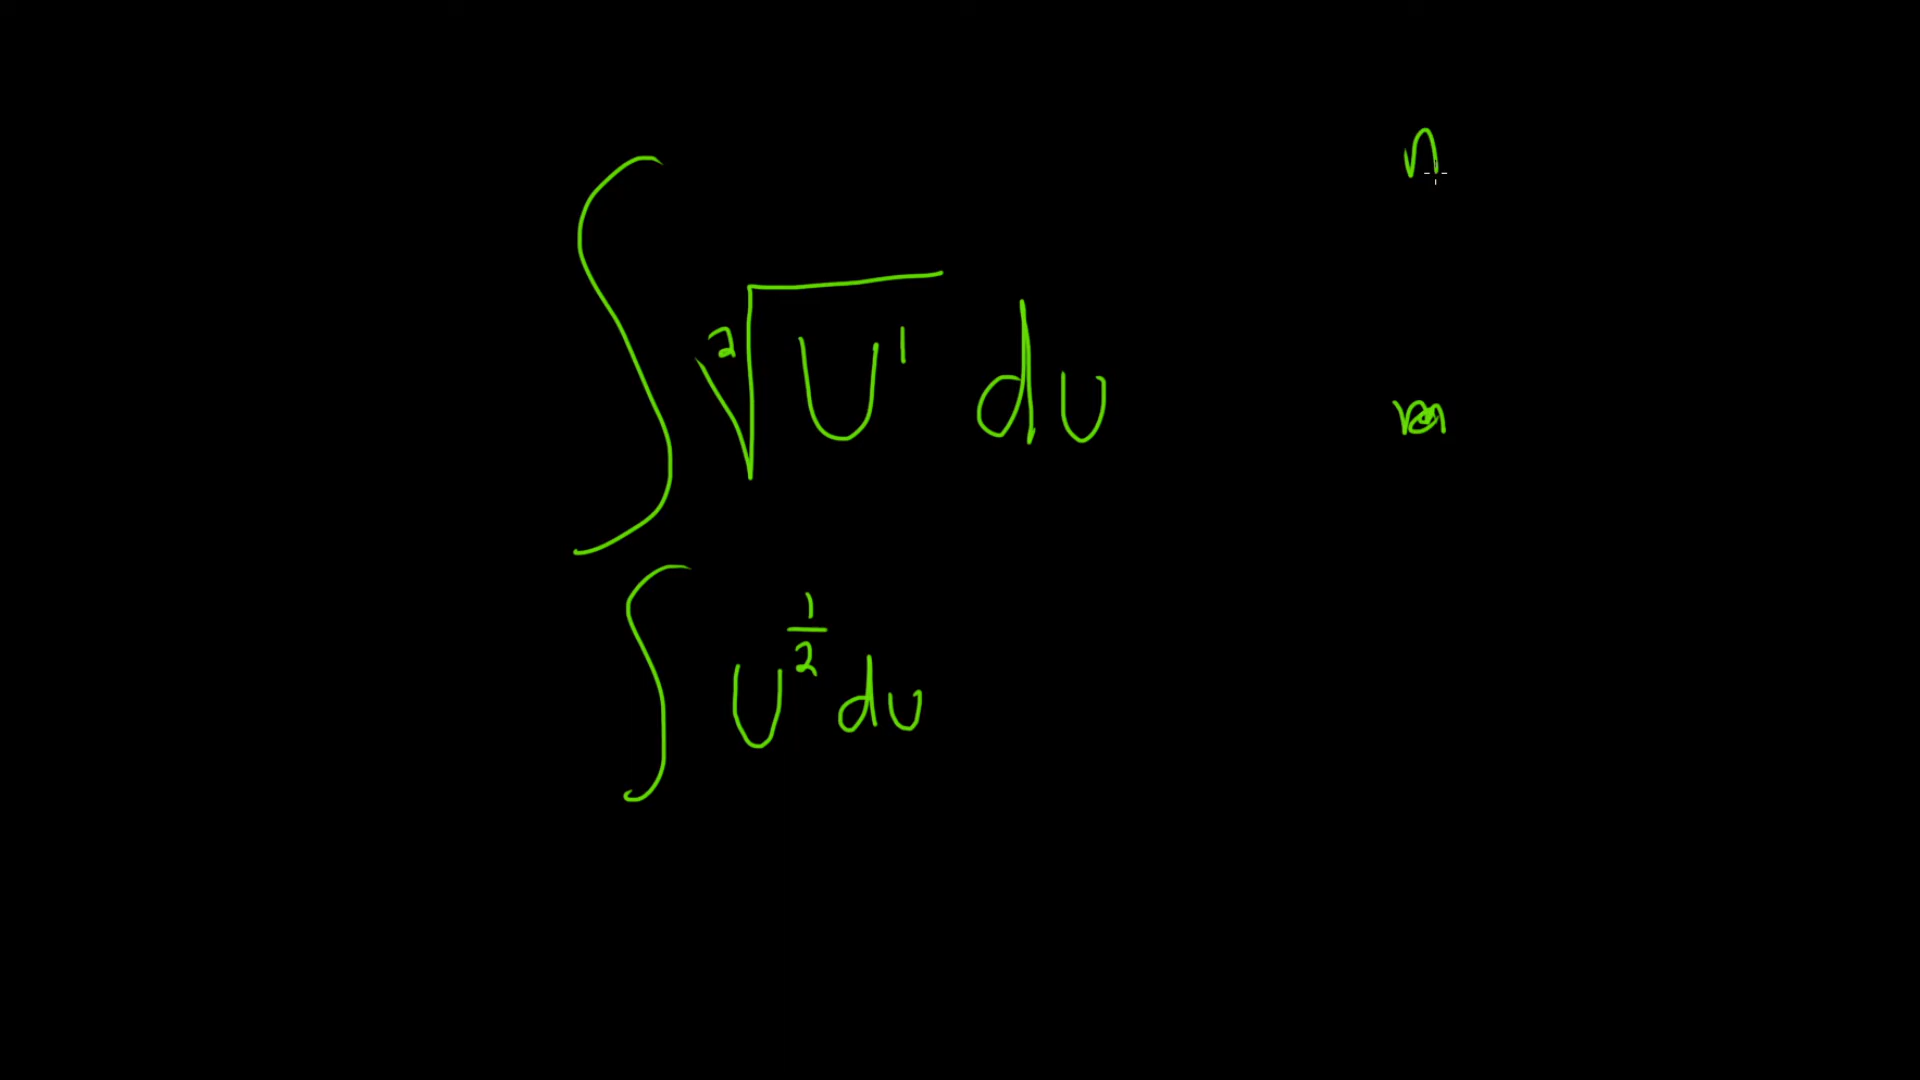 ∫ ²√U¹ du
n
∫ U^(1/2) du